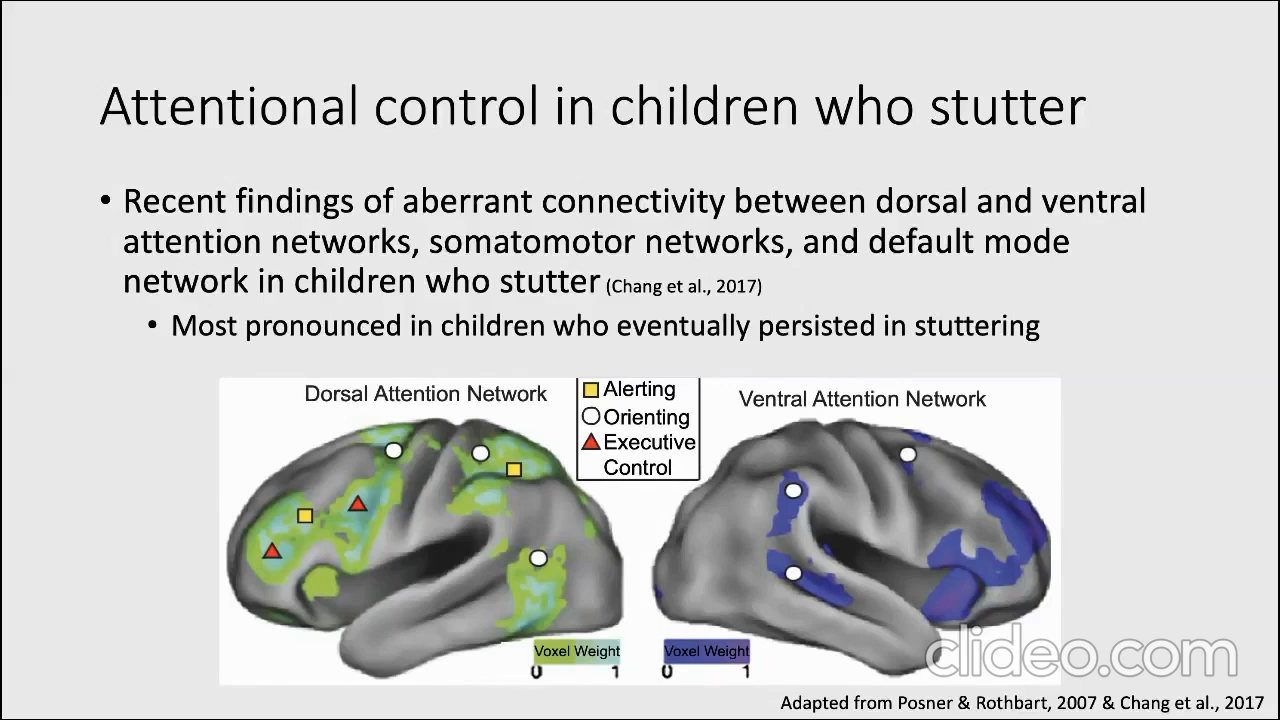 Attentional control in children who stutter
• Recent findings of aberrant connectivity between dorsal and ventral
attention networks, somatomotor networks, and default mode
network in children who stutter (Chang et al., 2017)
• Most pronounced in children who eventually persisted in stuttering
Dorsal Attention Network
Alerting
Orienting
Executive
Control
Ventral Attention Network
Voxel Weight
0 1
Voxel Weight
0 1
clideo.com
Adapted from Posner & Rothbart, 2007 & Chang et al., 2017